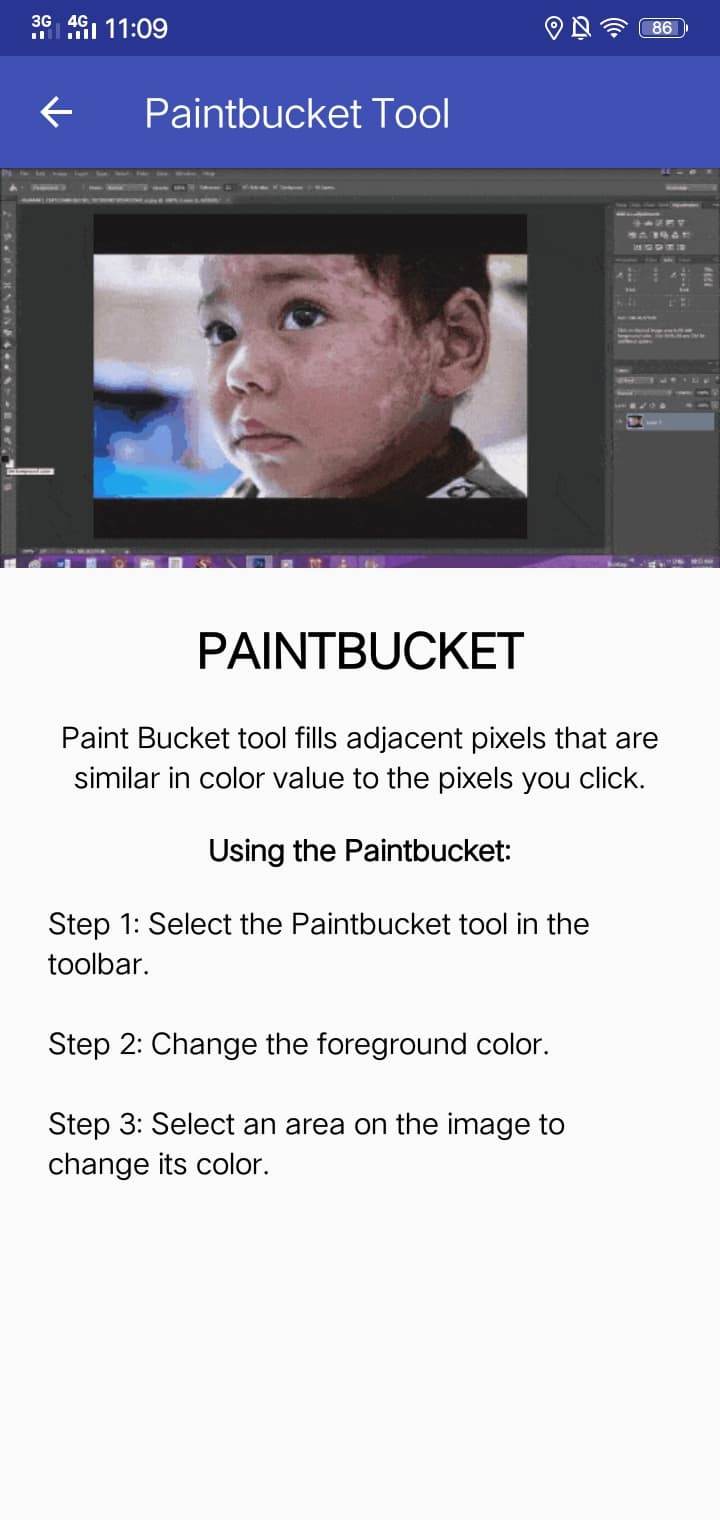 3G 4G 11:09 86
Paintbucket Tool
PAINTBUCKET
Paint Bucket tool fills adjacent pixels that are
similar in color value to the pixels you click.
Using the Paintbucket:
Step 1: Select the Paintbucket tool in the
toolbar.
Step 2: Change the foreground color.
Step 3: Select an area on the image to
change its color.